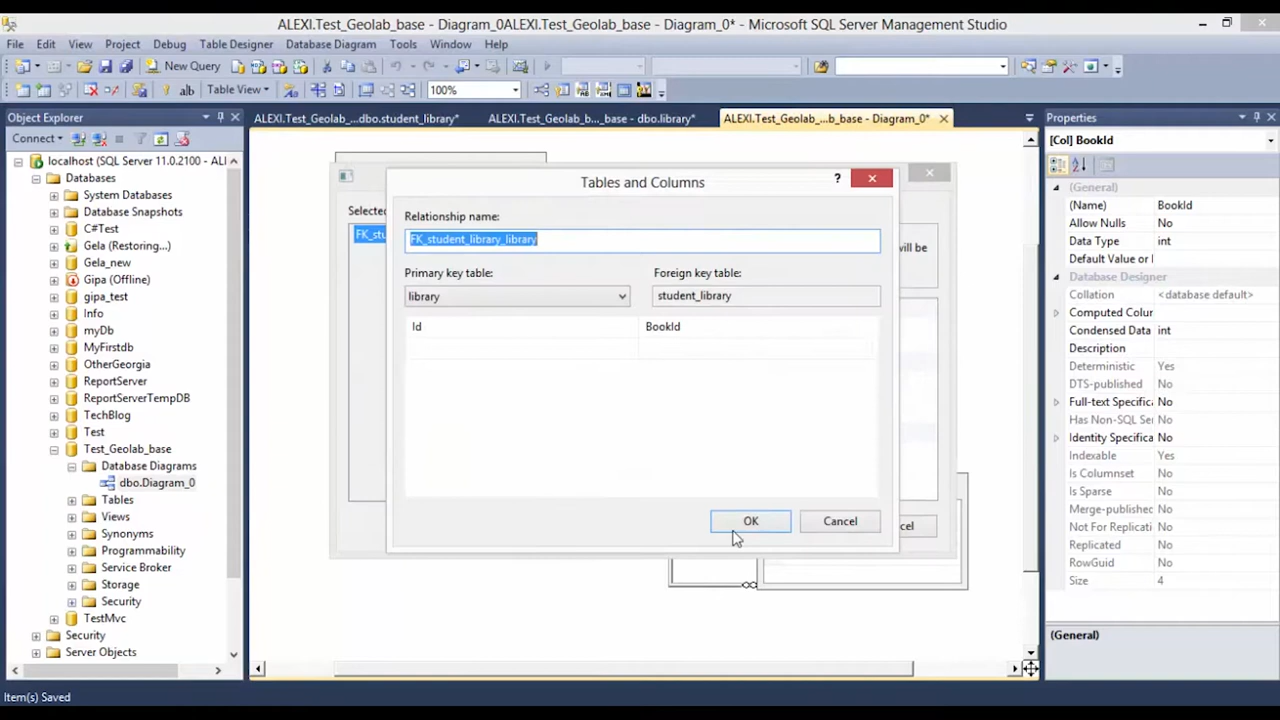 ALEXI.Test_Geolab_base - Diagram_0ALEXI.Test_Geolab_base - Diagram_0* - Microsoft SQL Server Management Studio
File Edit View Project Debug Table Designer Database Diagram Tools Window Help
New Query
Table View 100%
Object Explorer
Connect
localhost (SQL Server 11.0.2100 - ALI
Databases
System Databases
Database Snapshots
C#Test
Gela (Restoring...)
Gela_new
Gipa (Offline)
gipa_test
Info
myDb
MyFirstdb
OtherGeorgia
ReportServer
ReportServerTempDB
TechBlog
Test
Test_Geolab_base
Database Diagrams
dbo.Diagram_0
Tables
Views
Synonyms
Programmability
Service Broker
Storage
Security
TestMvc
Security
Server Objects
ALEXI.Test_Geolab_...dbo.student_library* ALEXI.Test_Geolab_b..._base - dbo.library* ALEXI.Test_Geolab_...b_base - Diagram_0*
Selected
FK_stu
will be
cel
Tables and Columns
?
Relationship name:
FK_student_library_library
Primary key table: Foreign key table:
library student_library
Id BookId
OK Cancel
Properties
[Col] BookId
(General)
(Name) BookId
Allow Nulls No
Data Type int
Default Value or I
Database Designer
Collation <database default>
Computed Colur
Condensed Data int
Description
Deterministic Yes
DTS-published No
Full-text Specifica No
Has Non-SQL Ser No
Identity Specifica No
Indexable Yes
Is Columnset No
Is Sparse No
Merge-published No
Not For Replicati No
Replicated No
RowGuid No
Size 4
(General)
Item(s) Saved